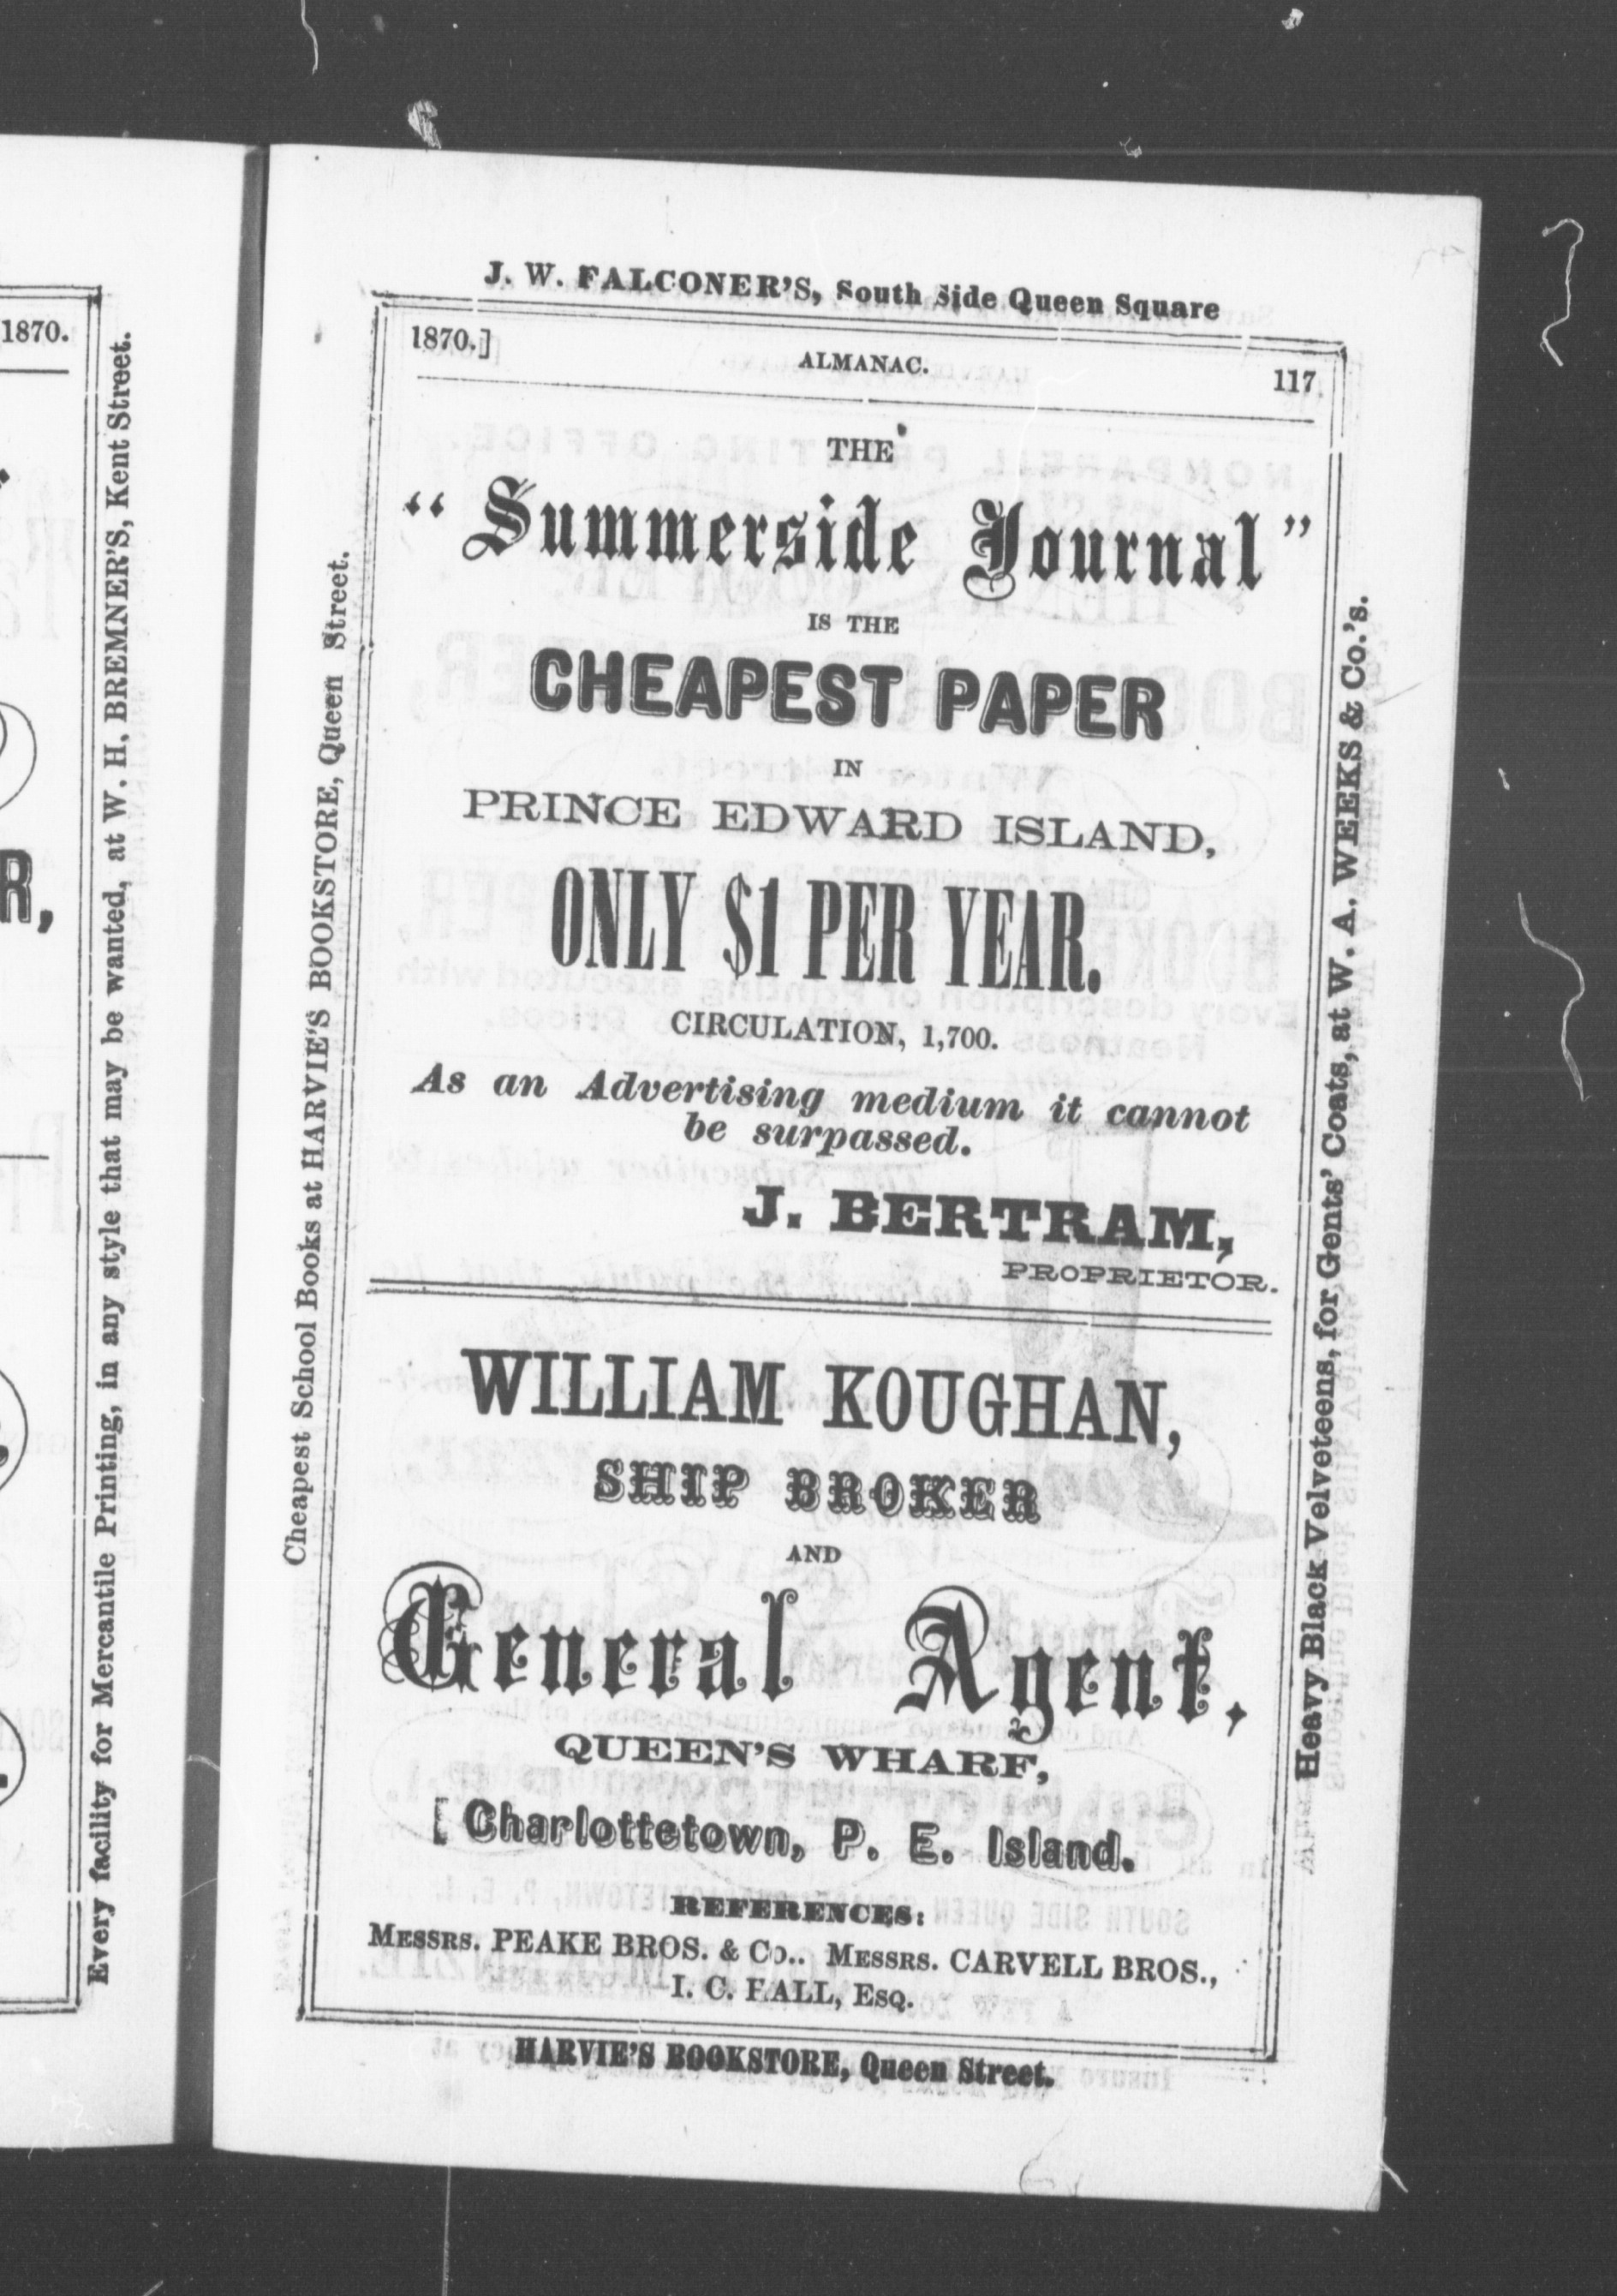 1870.
Every facility for Mercantile Printing, in any style that may be wanted, at W. H. BREMNER'S, Kent Street.
R,
J. W. FALCONER'S, South Side Queen Square
1870.]
ALMANAC.
117
Cheapest School Books at HARVIE'S BOOKSTORE, Queen Street.
THE
"Summerside Journal"
IS THE
CHEAPEST PAPER
IN
PRINCE EDWARD ISLAND,
ONLY $1 PER YEAR.
CIRCULATION, 1,700.
As an Advertising medium it cannot
be surpassed.
J. BERTRAM,
PROPRIETOR.
WILLIAM KOUGHAN,
SHIP BROKER
AND
General Agent,
QUEEN'S WHARF,
[Charlottetown, P. E. Island.
REFERENCES:
MESSRS. PEAKE BROS. & CO.. MESSRS. CARVELL BROS.,
I. C. HALL, ESQ.
Heavy Black Velveteens, for Gents' Coats, at W. A. WEEKS & Co.'s.
HARVIE'S BOOKSTORE, Queen Street.